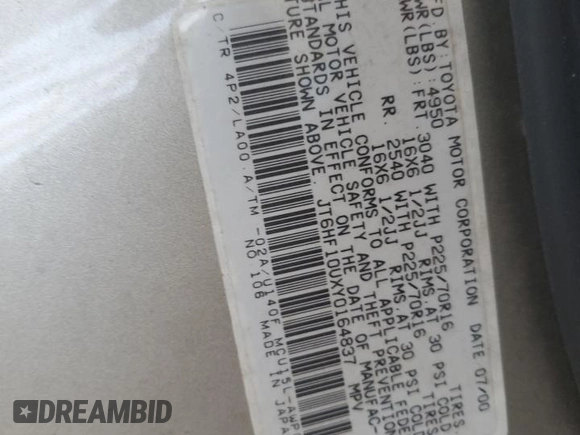 MFD BY: TOYOTA MOTOR CORPORATION DATE 07/00
WR (LBS): 4950 TIRES
WR(LBS): FRT. 3040 WITH P225/70R16
16X6 1/2JJ RIMS.AT 30 PSI COLD
RR. 2540 WITH P225/70R16 TIRES
16X6 1/2JJ RIMS.AT 30 PSI COLD
THIS VEHICLE CONFORMS TO ALL APPLICABLE FEDE
L MOTOR VEHICLE SAFETY AND THEFT PREVENTION
STANDARDS IN EFFECT ON THE DATE OF MANUFAC-
TURE SHOWN ABOVE. JT6HF10UXY0164837 MPV
C/TR 4P2/LA00.A/TM -02A/U140F MCU15L-AWP
NO 106 MADE IN JAPA
DREAMBID